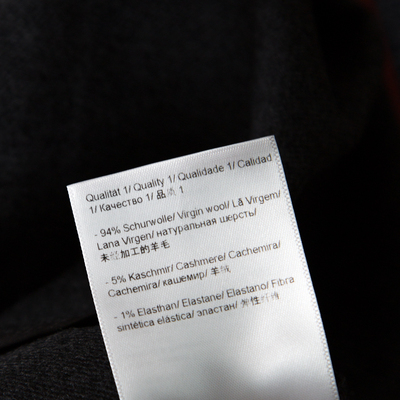 Qualität 1/ Quality 1/ Qualidade 1/ Calidad
1/ Качество 1/ 品质 1
- 94% Schurwolle/ Virgin wool/ Lã Virgem/
Lana Virgen/ натуральная шерсть/
未经加工的羊毛
- 5% Kaschmir/ Cashmere/ Cachemira/
Cachemira/ кашемир/ 羊绒
- 1% Elasthan/ Elastane/ Elastano/ Fibra
sintética elástica/ эластан/ 弹性纤维